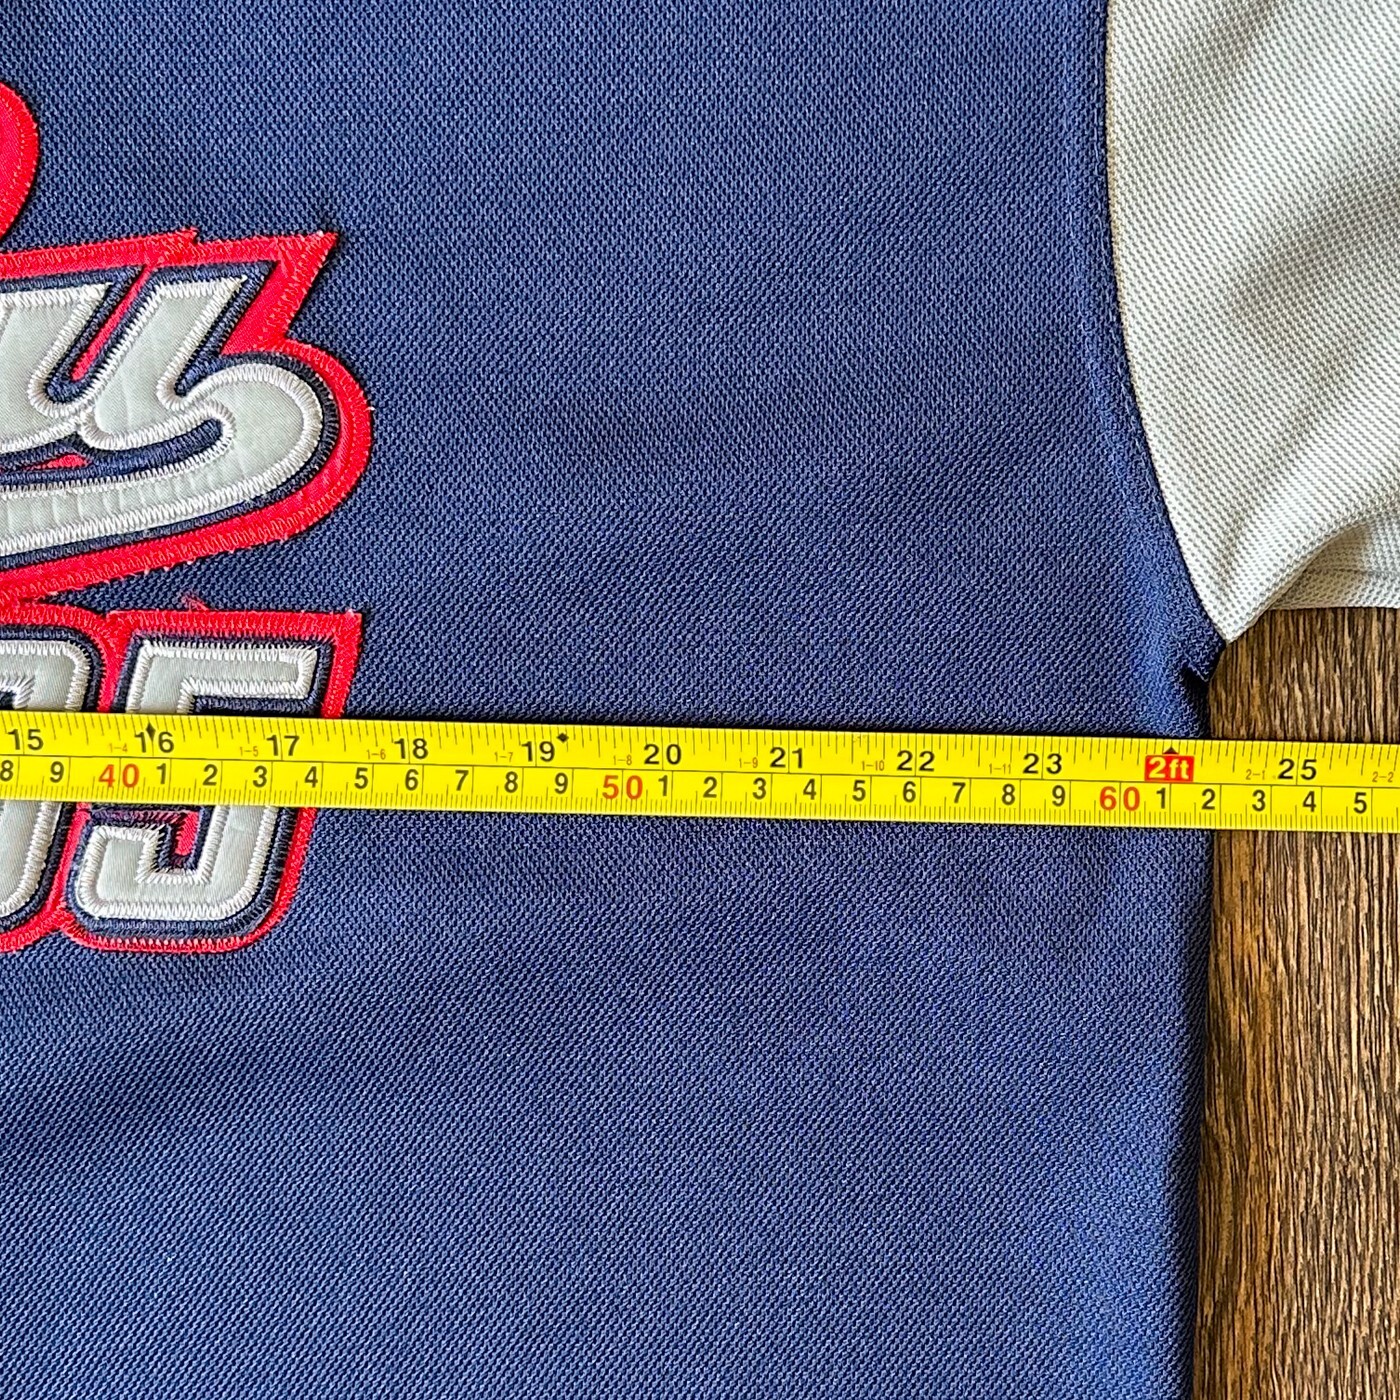 u
05
15 16 17 18 19 20 21 22 23 2ft 25
1-4 1-5 1-6 1-7 1-8 1-9 1-10 1-11 2-1 2-2
8 9 40 1 2 3 4 5 6 7 8 9 50 1 2 3 4 5 6 7 8 9 60 1 2 3 4 5